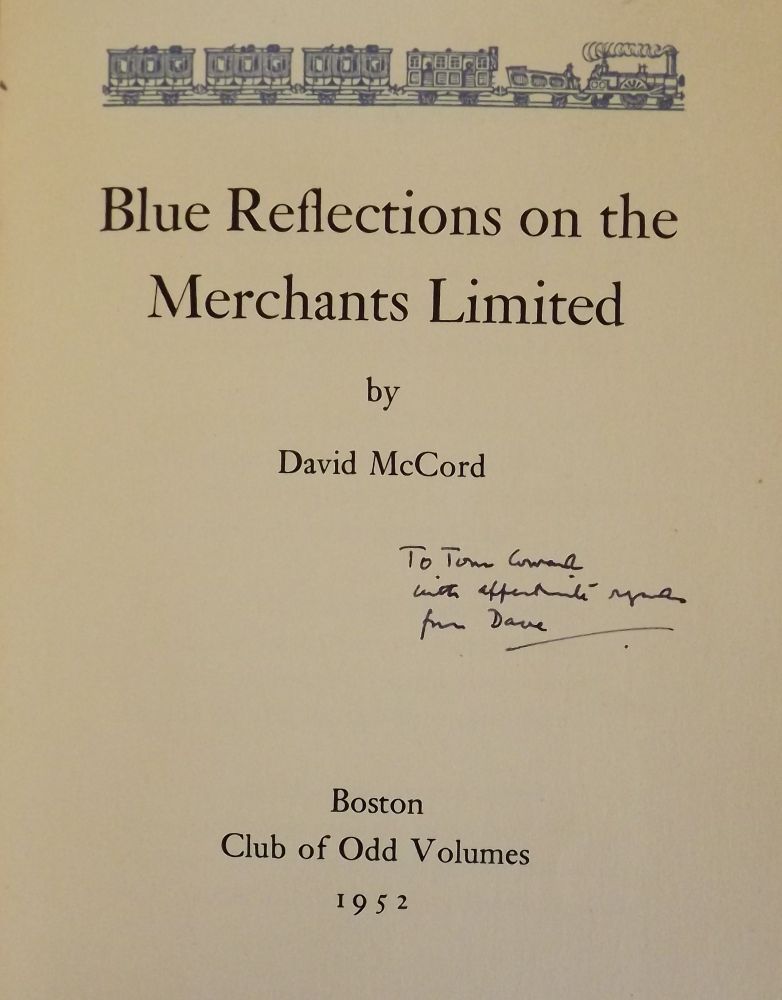 Blue Reflections on the
Merchants Limited
by
David McCord
To Tom
with affectionate regards
from Dave
Boston
Club of Odd Volumes
1952